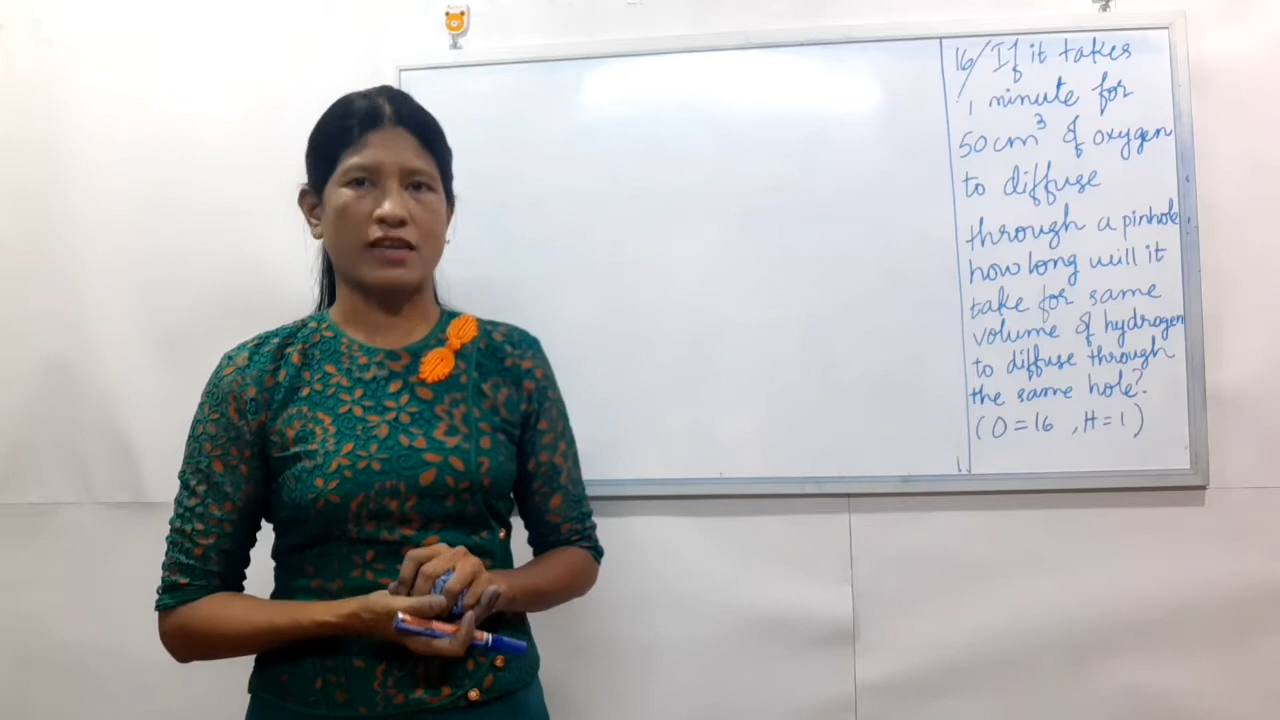 16/ If it takes
1 minute for
50 cm³ of oxygen
to diffuse
through a pinhole,
how long will it
take for same
volume of hydrogen
to diffuse through
the same hole?
(O = 16 , H = 1)